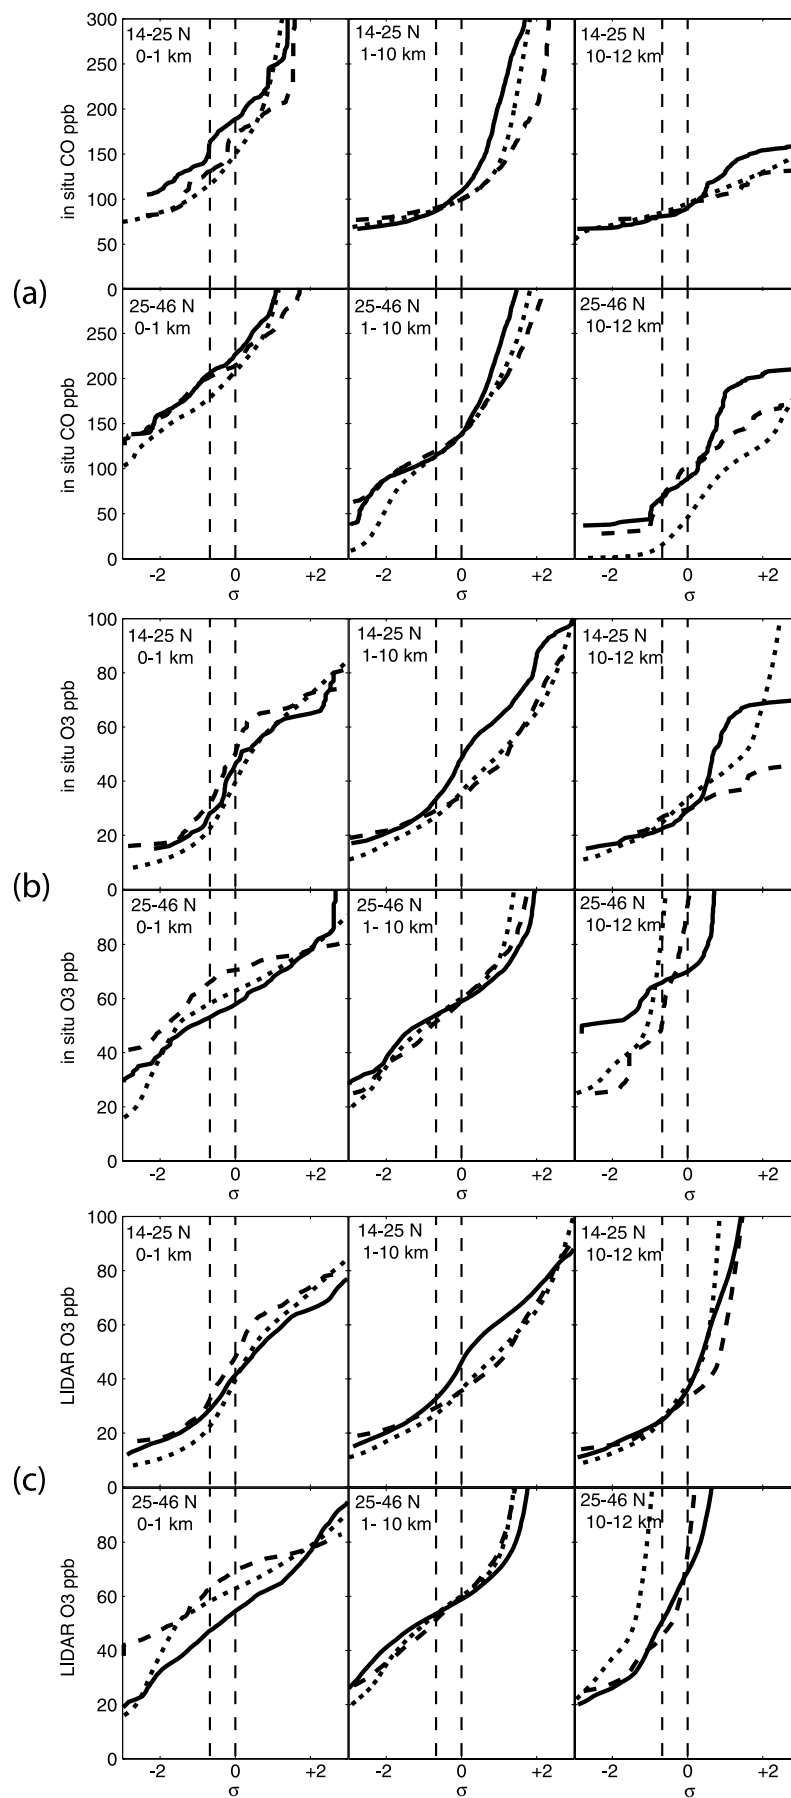 (a)
in situ CO ppb
300
250
200
150
100
50
0
14-25 N
0-1 km
14-25 N
1-10 km
14-25 N
10-12 km
in situ CO ppb
250
200
150
100
50
0
25-46 N
0-1 km
25-46 N
1- 10 km
25-46 N
10-12 km
-2 0 +2
-2 0 +2
-2 0 +2
σ σ σ
(b)
in situ O3 ppb
100
80
60
40
20
0
14-25 N
0-1 km
14-25 N
1-10 km
14-25 N
10-12 km
in situ O3 ppb
80
60
40
20
0
25-46 N
0-1 km
25-46 N
1- 10 km
25-46 N
10-12 km
-2 0 +2
-2 0 +2
-2 0 +2
σ σ σ
(c)
LIDAR O3 ppb
100
80
60
40
20
0
14-25 N
0-1 km
14-25 N
1-10 km
14-25 N
10-12 km
LIDAR O3 ppb
80
60
40
20
0
25-46 N
0-1 km
25-46 N
1- 10 km
25-46 N
10-12 km
-2 0 +2
-2 0 +2
-2 0 +2
σ σ σ